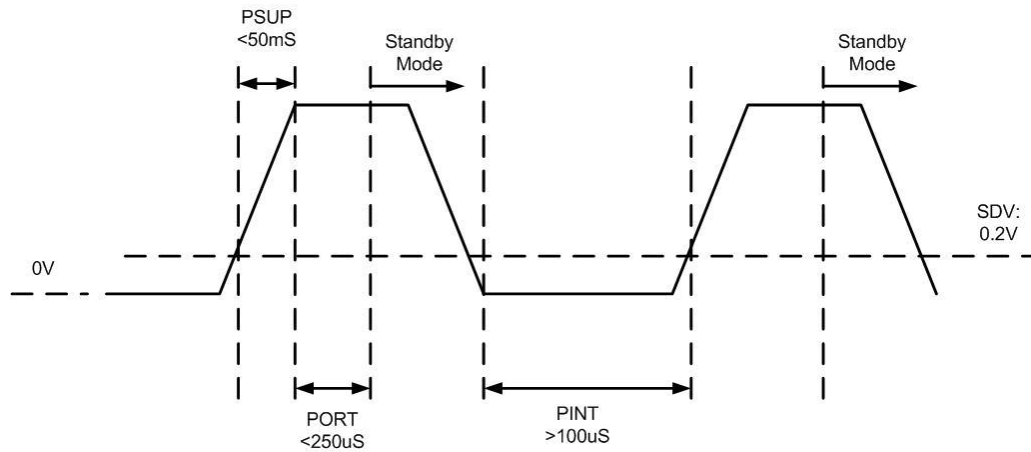 PSUP
<50mS
Standby
Mode
Standby
Mode
SDV:
0.2V
0V
PORT
<250uS
PINT
>100uS